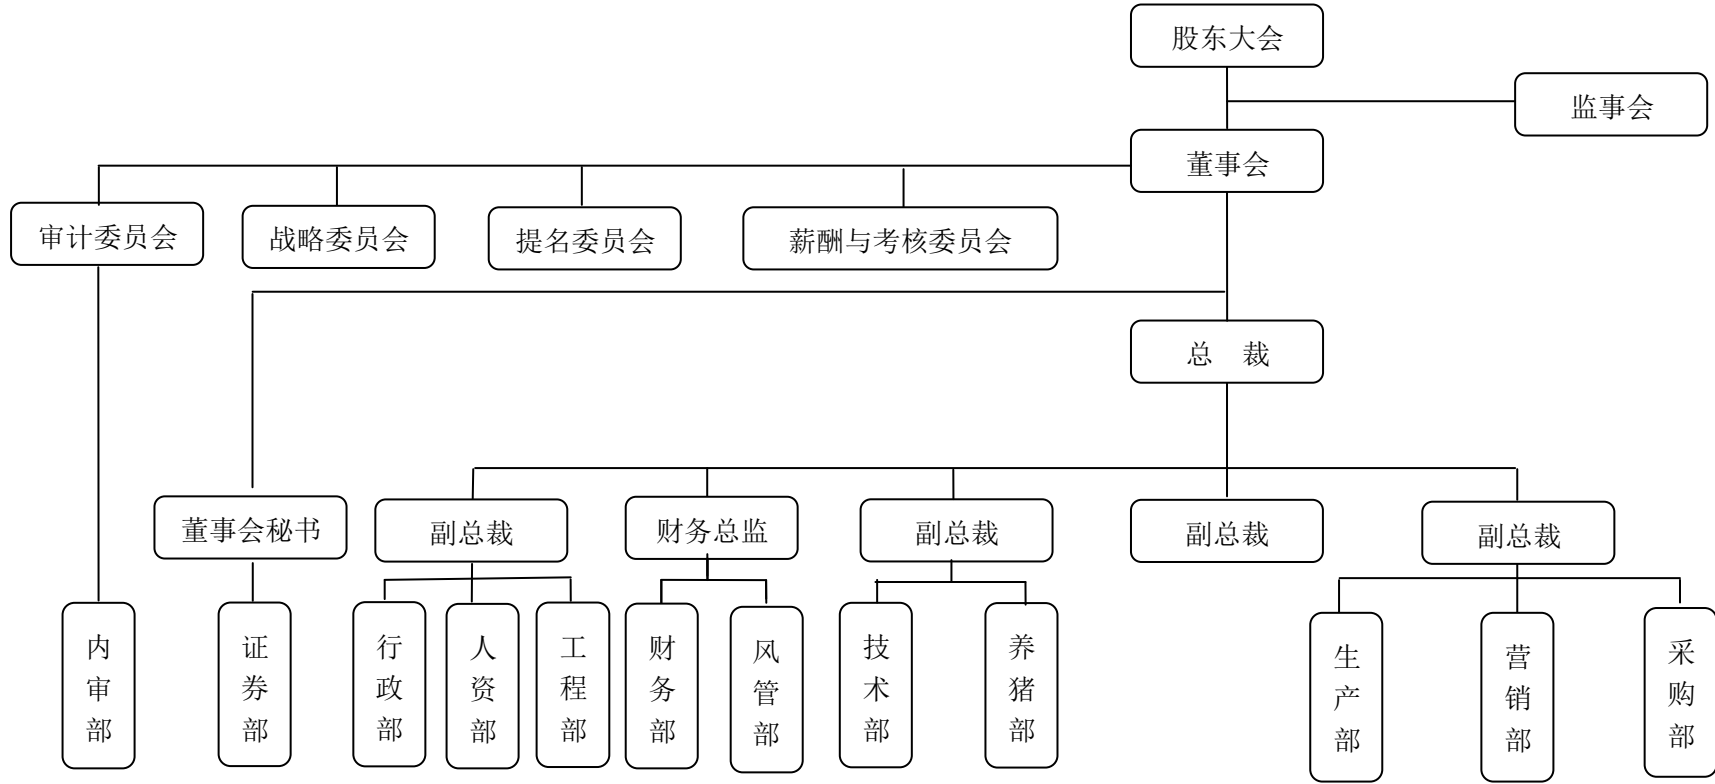 股东大会
监事会
董事会
审计委员会
战略委员会
提名委员会
薪酬与考核委员会
总 裁
董事会秘书
副总裁
财务总监
副总裁
副总裁
副总裁
内审部
证券部
行政部
人资部
工程部
财务部
风管部
技术部
养猪部
生产部
营销部
采购部